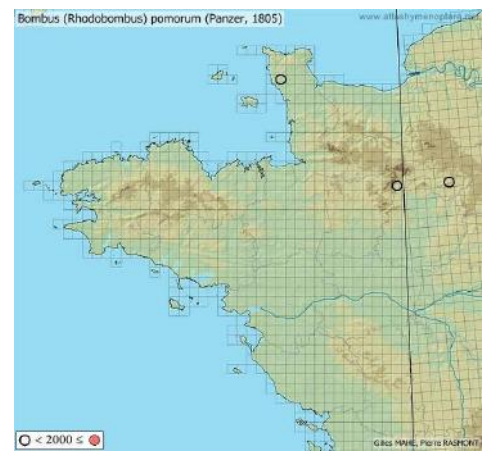 Bombus (Rhodobombus) pomorum (Panzer, 1805)
www.atlashymenoptera.net
< 2000 ≤
Gilles MAHE, Pierre RASMONT